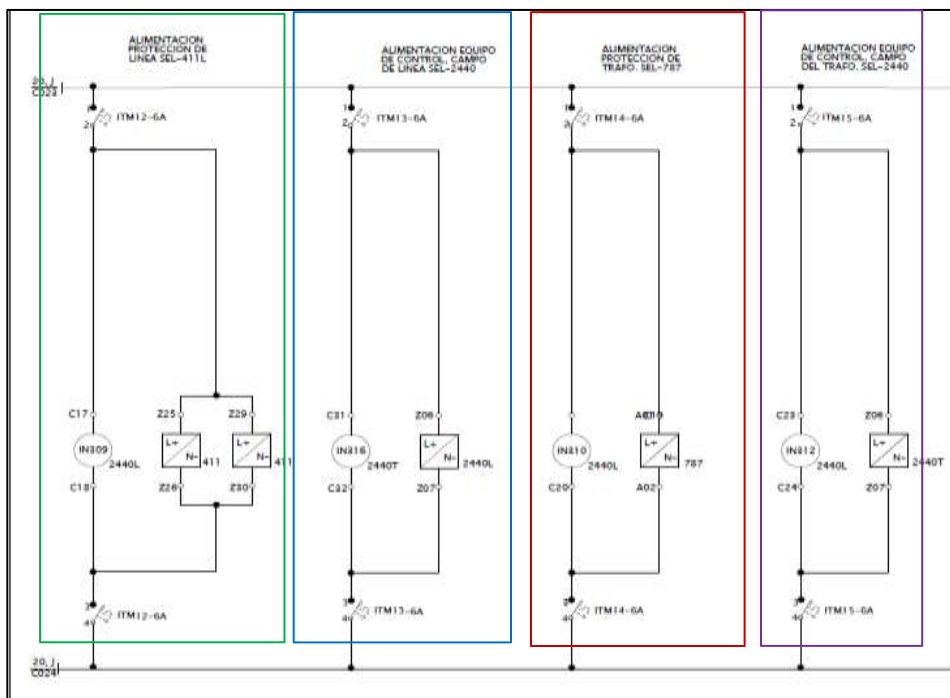 ALIMENTACION
PROTECCION DE
LINEA SEL-411L
ALIMENTACION EQUIPO
DE CONTROL, CAMPO
DE LINEA SEL-2440
ALIMENTACION
PROTECCION DE
TRAFO. SEL-787
ALIMENTACION EQUIPO
DE CONTROL, CAMPO
DEL TRAFO. SEL-2440
20, J
C023
1
2
ITM12-6A
1
2
ITM13-6A
1
2
ITM14-6A
1
2
ITM15-6A
C17
Z25
Z29
C31
Z06
C23
Z06
IN309
2440L
L+
N-
411
L+
N-
411
IN316
2440T
L+
N-
2440L
IN310
2440L
L+
N-
787
IN312
2440L
L+
N-
2440T
C18
Z26
Z30
C32
Z07
C20
A02
C24
Z07
3
4
ITM12-6A
3
4
ITM13-6A
4
ITM14-6A
3
4
ITM15-6A
20, J
C024